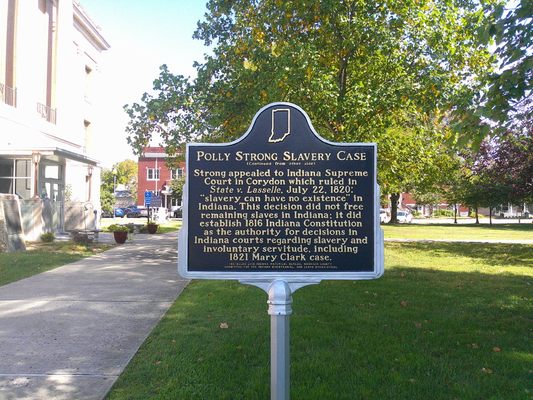 Polly Strong Slavery Case
(Continued from other side)
Strong appealed to Indiana Supreme
Court in Corydon which ruled in
State v. Lasselle, July 22, 1820:
"slavery can have no existence" in
Indiana. This decision did not free
remaining slaves in Indiana; it did
establish 1816 Indiana Constitution
as the authority for decisions in
Indiana courts regarding slavery and
involuntary servitude, including
1821 Mary Clark case.